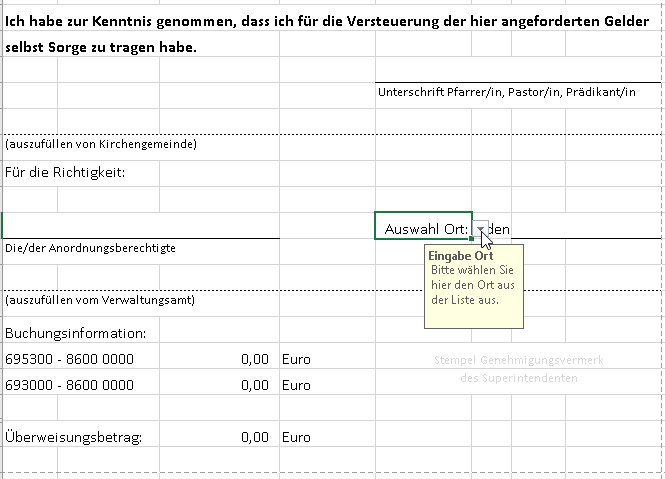 Ich habe zur Kenntnis genommen, dass ich für die Versteuerung der hier angeforderten Gelder
selbst Sorge zu tragen habe.
Unterschrift Pfarrer/in, Pastor/in, Prädikant/in
(auszufüllen von Kirchengemeinde)
Für die Richtigkeit:
Auswahl Ort: den
Die/der Anordnungsberechtigte
Eingabe Ort
Bitte wählen Sie
hier den Ort aus
der Liste aus.
(auszufüllen vom Verwaltungsamt)
Buchungsinformation:
695300 - 8600 0000 0,00 Euro
Stempel Genehmigungsvermerk
693000 - 8600 0000 0,00 Euro
des Superintendenten
Überweisungsbetrag: 0,00 Euro